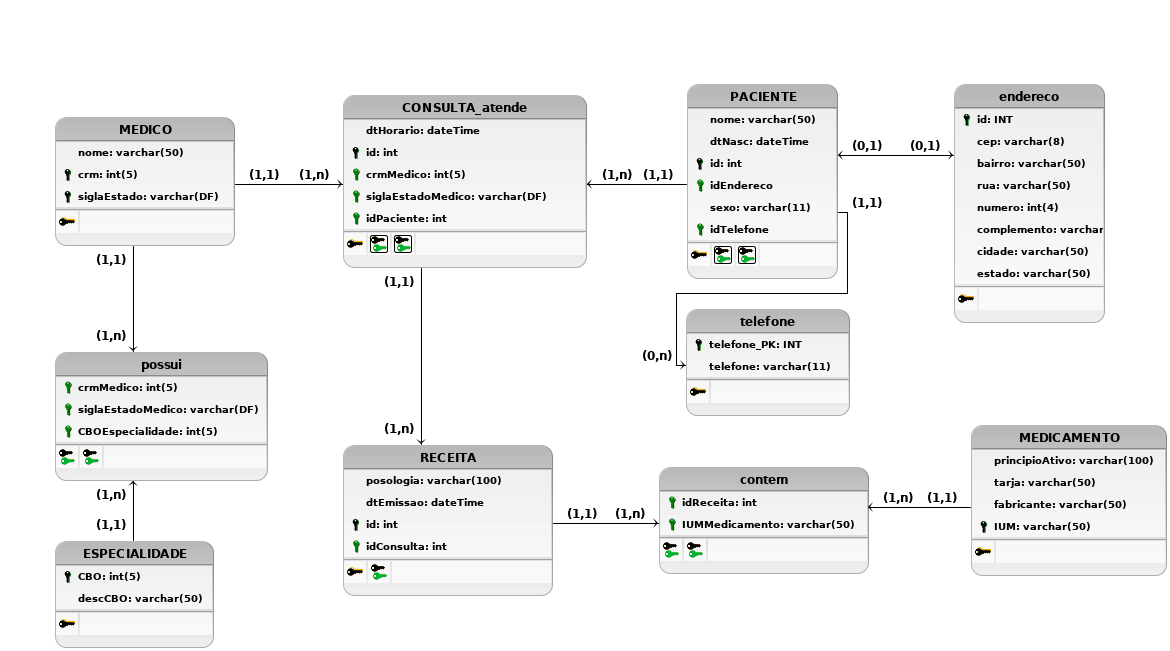 MEDICO
nome: varchar(50)
crm: int(5)
siglaEstado: varchar(DF)
(1,1)
(1,n)
CONSULTA_atende
dtHorario: dateTime
id: int
crmMedico: int(5)
siglaEstadoMedico: varchar(DF)
idPaciente: int
(1,n)
(1,1)
PACIENTE
nome: varchar(50)
dtNasc: dateTime
id: int
idEndereco
sexo: varchar(11)
idTelefone
(0,1)
(0,1)
endereco
id: INT
cep: varchar(8)
bairro: varchar(50)
rua: varchar(50)
numero: int(4)
complemento: varchar
cidade: varchar(50)
estado: varchar(50)
(1,1)
(0,n)
telefone
telefone_PK: INT
telefone: varchar(11)
(1,1)
(1,n)
possui
crmMedico: int(5)
siglaEstadoMedico: varchar(DF)
CBOEspecialidade: int(5)
(1,n)
(1,1)
ESPECIALIDADE
CBO: int(5)
descCBO: varchar(50)
(1,1)
(1,n)
RECEITA
posologia: varchar(100)
dtEmissao: dateTime
id: int
idConsulta: int
(1,1)
(1,n)
contem
idReceita: int
IUMMedicamento: varchar(50)
(1,n)
(1,1)
MEDICAMENTO
principioAtivo: varchar(100)
tarja: varchar(50)
fabricante: varchar(50)
IUM: varchar(50)